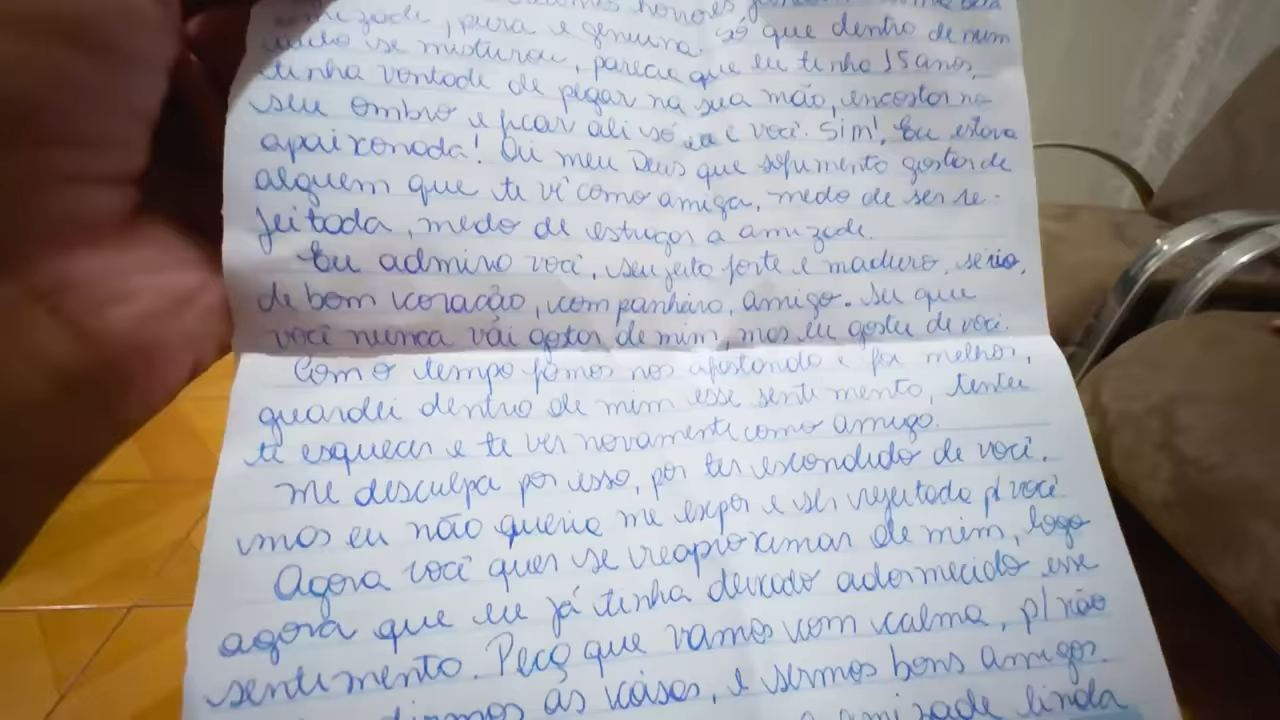 amizade, pura e genuína só que dentro de mim
tudo se misturou, parecia que eu tinha 15 anos,
tinha vontade de pegar na sua mão, encostar no
seu ombro e ficar ali só eu e você. Sim! Eu estava
apaixonada! Ai meu Deus que sofrimento gostar de
alguém que te vê como amiga, medo de ser re-
jeitada, medo de estragar a amizade.
Eu admiro você, seu jeito forte e maduro, sério,
de bom coração, companheiro, amigo. Sei que
você nunca vai gostar de mim, mas eu gostei de você.
Com o tempo fomos nos afastando e foi melhor,
guardei dentro de mim esse sentimento, tentei
te esquecer e te ver novamente como amigo.
Me desculpa por isso, por ter escondido de você.
mas eu não queria me expor e ser rejeitada p/ você
Agora você quer se reaproximar de mim, logo
agora que eu já tinha deixado adormecido esse
sentimento. Peço que vamos com calma, p/ não
as coisas, e sermos bons amigos.
amizade linda